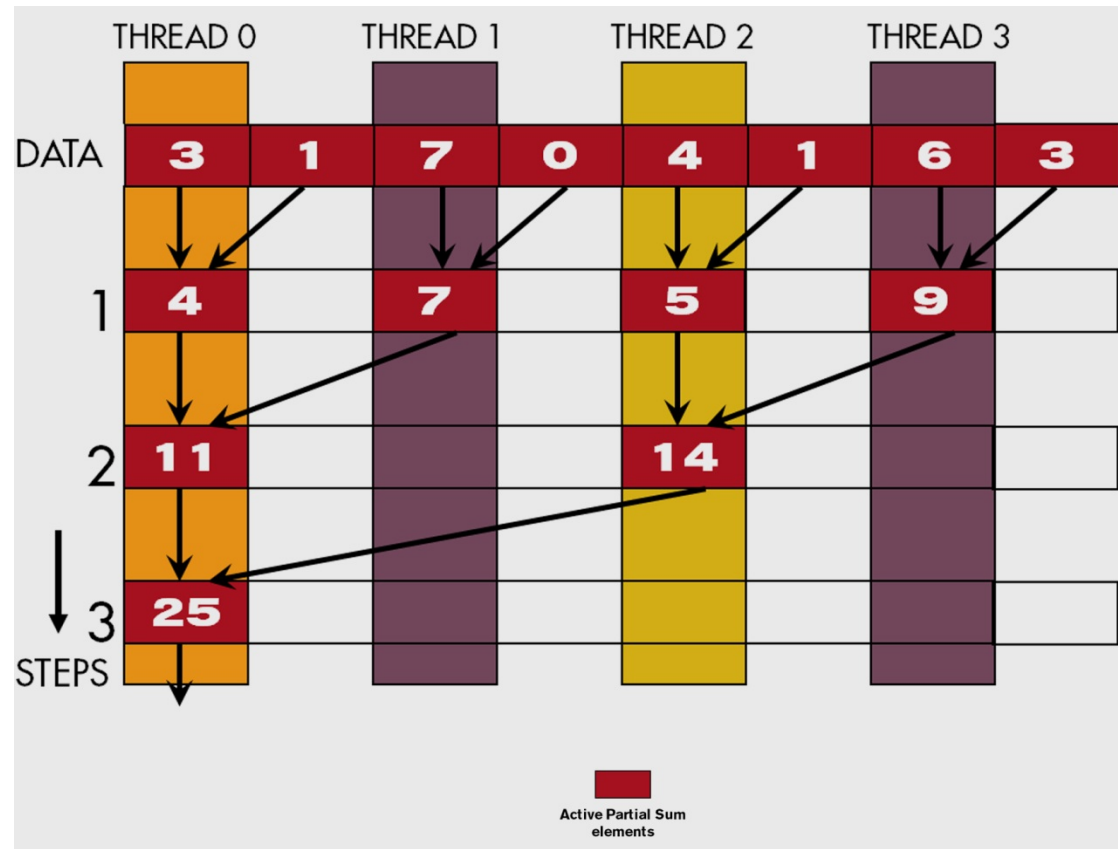 THREAD 0 THREAD 1 THREAD 2 THREAD 3
DATA 3 1 7 0 4 1 6 3
1 4 7 5 9
2 11 14
3 25
STEPS
Active Partial Sum
elements